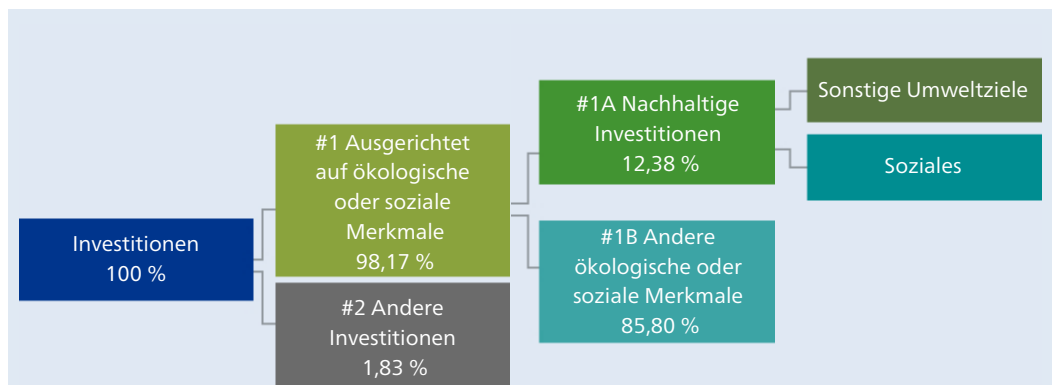 Investitionen
100 %
#1 Ausgerichtet
auf ökologische
oder soziale
Merkmale
98,17 %
#2 Andere
Investitionen
1,83 %
#1A Nachhaltige
Investitionen
12,38 %
#1B Andere
ökologische oder
soziale Merkmale
85,80 %
Sonstige Umweltziele
Soziales